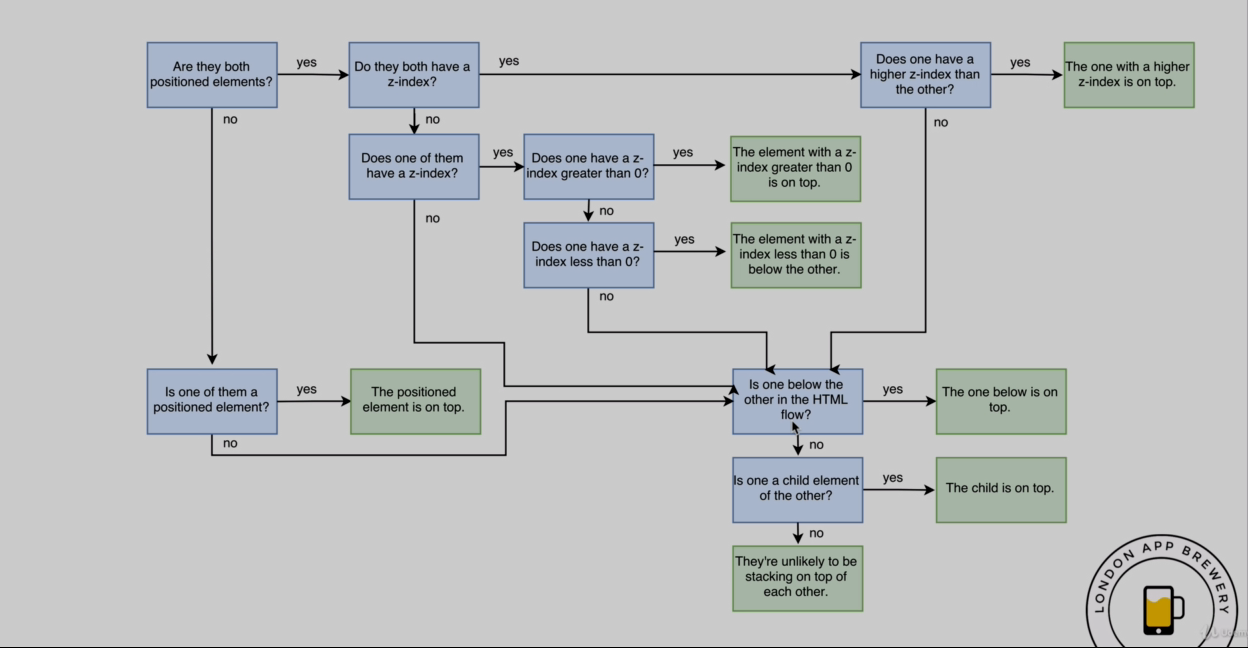 Are they both
positioned elements?
yes
Do they both have a
z-index?
yes
Does one have a
higher z-index than
the other?
yes
The one with a higher
z-index is on top.
no
no
no
Does one of them
have a z-index?
yes
Does one have a z-
index greater than 0?
yes
The element with a z-
index greater than 0
is on top.
no
no
Does one have a z-
index less than 0?
yes
The element with a z-
index less than 0 is
below the other.
no
Is one of them a
positioned element?
yes
The positioned
element is on top.
no
Is one below the
other in the HTML
flow?
yes
The one below is on
top.
no
Is one a child element
of the other?
yes
The child is on top.
no
They're unlikely to be
stacking on top of
each other.
LONDON APP BREWERY